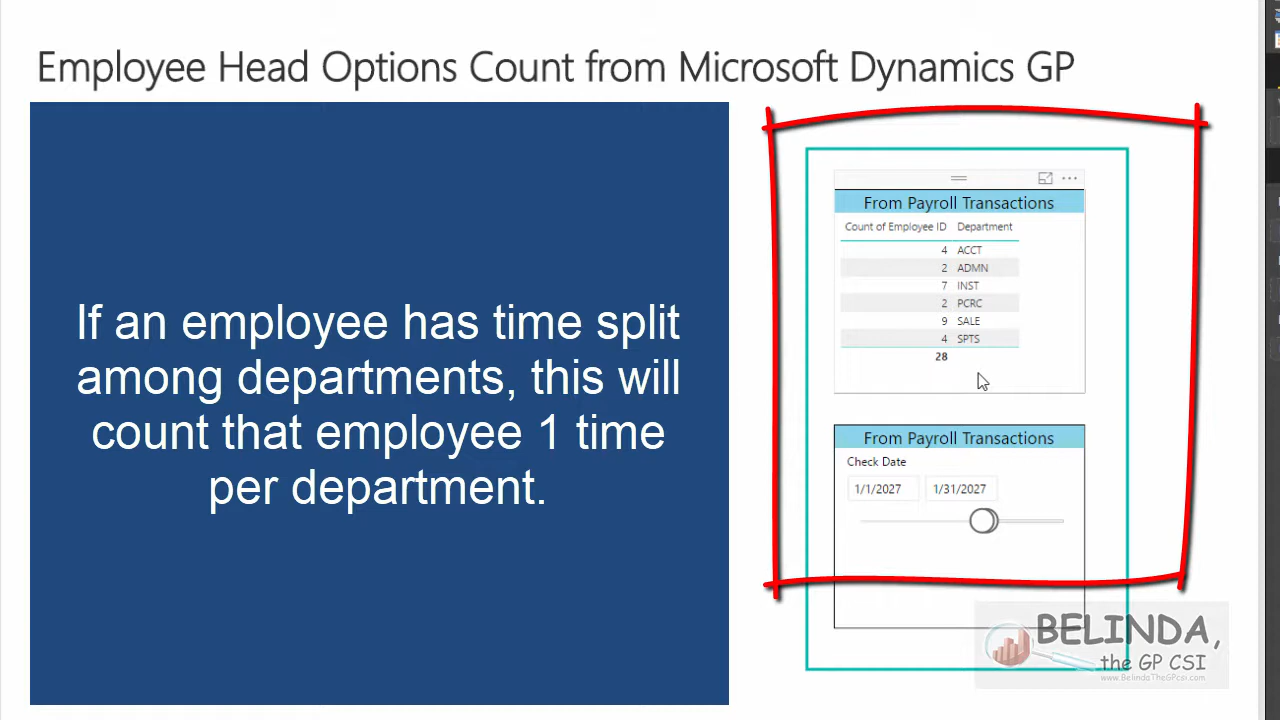 Employee Head Options Count from Microsoft Dynamics GP
If an employee has time split
among departments, this will
count that employee 1 time
per department.
From Payroll Transactions
Count of Employee ID Department
4 ACCT
2 ADMN
7 INST
2 PCRC
9 SALE
4 SPTS
28
From Payroll Transactions
Check Date
1/1/2027 1/31/2027
BELINDA,
the GP CSI
www.BelindaTheGPcsi.com